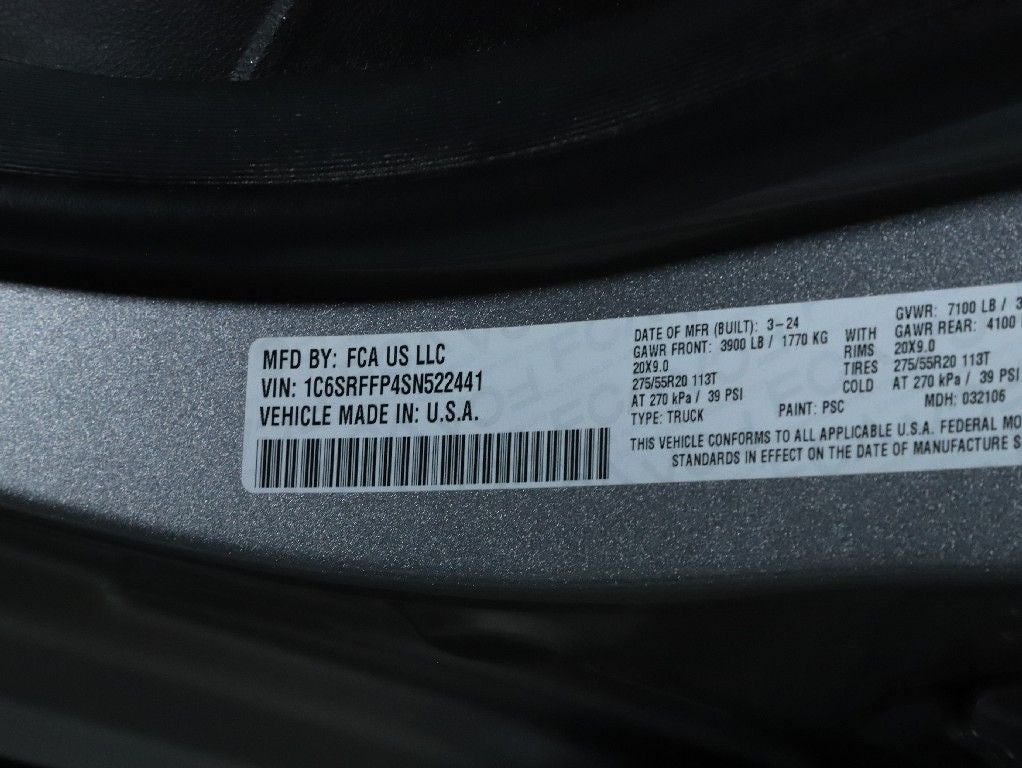 MFD BY: FCA US LLC
VIN: 1C6SRFFP4SN522441
VEHICLE MADE IN: U.S.A.
DATE OF MFR (BUILT): 3-24
GAWR FRONT: 3900 LB / 1770 KG
20X9.0
275/55R20 113T
AT 270 kPa / 39 PSI
TYPE: TRUCK
WITH
RIMS
TIRES
COLD
GVWR: 7100 LB / 3
GAWR REAR: 4100
20X9.0
275/55R20 113T
AT 270 kPa / 39 PSI
PAINT: PSC
MDH: 032106
THIS VEHICLE CONFORMS TO ALL APPLICABLE U.S.A. FEDERAL MO
STANDARDS IN EFFECT ON THE DATE OF MANUFACTURE S